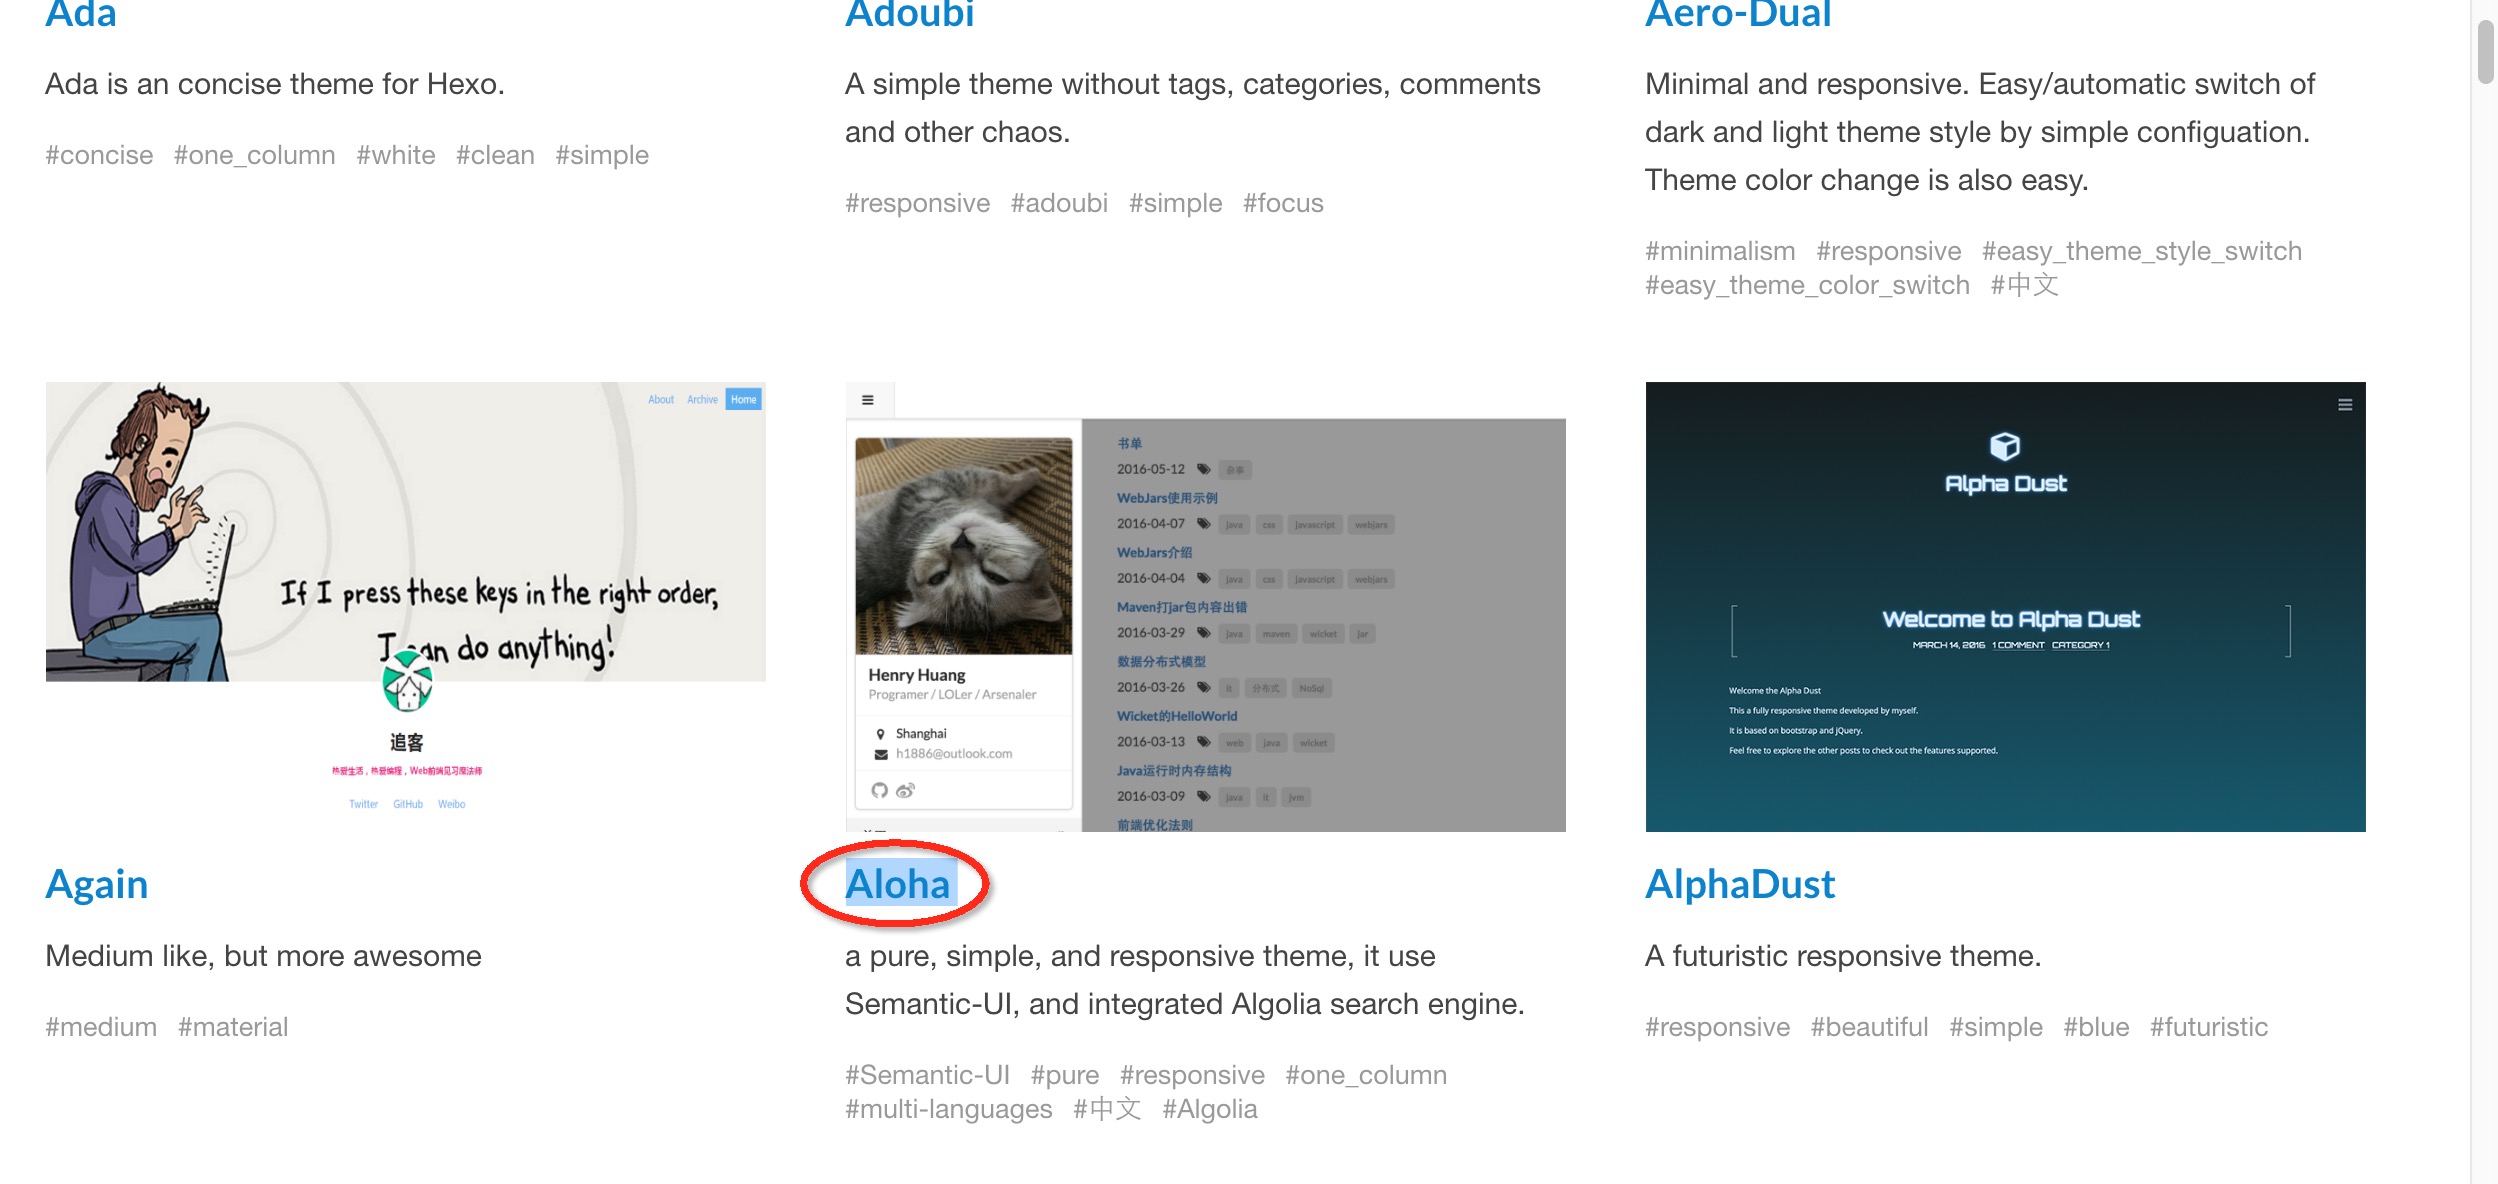 Ada
Adoubi
Aero-Dual
Ada is an concise theme for Hexo.
#concise #one_column #white #clean #simple
A simple theme without tags, categories, comments
and other chaos.
#responsive #adoubi #simple #focus
Minimal and responsive. Easy/automatic switch of
dark and light theme style by simple configuation.
Theme color change is also easy.
#minimalism #responsive #easy_theme_style_switch
#easy_theme_color_switch #中文
About Archive Home
If I press these keys in the right order,
I can do anything!
追客
热爱生活，热爱编程，Web前端见习魔法师
Twitter GitHub Weibo
Again
Medium like, but more awesome
#medium #material
Henry Huang
Programer / LOLer / Arsenaler
Shanghai
h1886@outlook.com
书单
2016-05-12 杂事
WebJars使用示例
2016-04-07 java css javascript webjars
WebJars介绍
2016-04-04 java css javascript webjars
Maven打jar包内容出错
2016-03-29 java maven wicket jar
数据分布式模型
2016-03-26 it 分布式 NoSql
Wicket的HelloWorld
2016-03-13 web java wicket
Java运行时内存结构
2016-03-09 java it jvm
前端优化法则
Aloha
a pure, simple, and responsive theme, it use
Semantic-UI, and integrated Algolia search engine.
#Semantic-UI #pure #responsive #one_column
#multi-languages #中文 #Algolia
Alpha Dust
Welcome to Alpha Dust
MARCH 14, 2016 1 COMMENT CATEGORY 1
Welcome the Alpha Dust
This a fully responsive theme developed by myself.
It is based on bootstrap and jQuery.
Feel free to explore the other posts to check out the features supported.
AlphaDust
A futuristic responsive theme.
#responsive #beautiful #simple #blue #futuristic